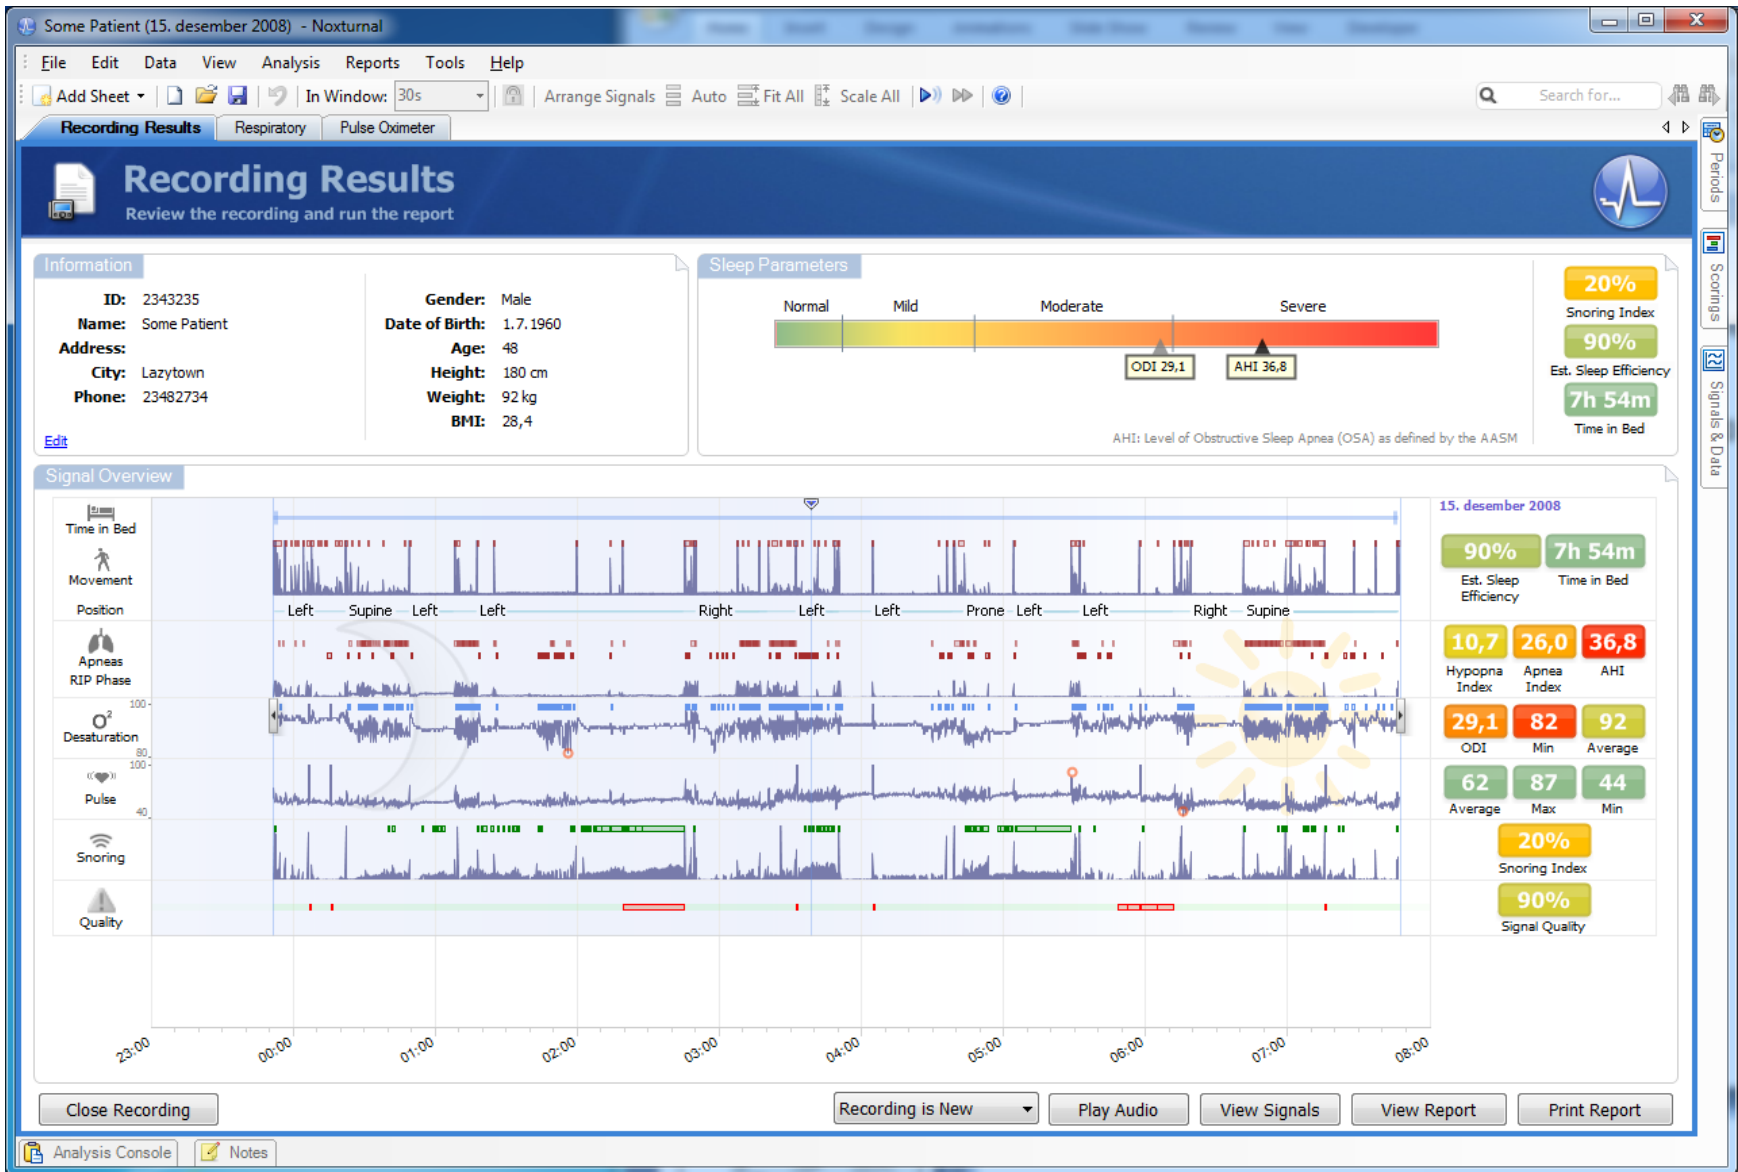 Some Patient (15. desember 2008) - Noxturnal
File Edit Data View Analysis Reports Tools Help
Add Sheet In Window: 30s Arrange Signals Auto Fit All Scale All Search for...
Recording Results Respiratory Pulse Oximeter
Recording Results
Review the recording and run the report
Periods
Scorings
Signals & Data
Information
ID: 2343235
Name: Some Patient
Address:
City: Lazytown
Phone: 23482734
Edit
Gender: Male
Date of Birth: 1.7.1960
Age: 48
Height: 180 cm
Weight: 92 kg
BMI: 28,4
Sleep Parameters
Normal Mild Moderate Severe
ODI 29,1 AHI 36,8
AHI: Level of Obstructive Sleep Apnea (OSA) as defined by the AASM
20%
Snoring Index
90%
Est. Sleep Efficiency
7h 54m
Time in Bed
Signal Overview
Time in Bed
Movement
Position Left Supine Left Left Right Left Left Prone Left Left Right Supine
Apneas
RIP Phase
100
O2
Desaturation
80
100
Pulse
40
Snoring
Quality
15. desember 2008
90% 7h 54m
Est. Sleep Efficiency Time in Bed
10,7 26,0 36,8
Hypopna Index Apnea Index AHI
29,1 82 92
ODI Min Average
62 87 44
Average Max Min
20%
Snoring Index
90%
Signal Quality
23:00 00:00 01:00 02:00 03:00 04:00 05:00 06:00 07:00 08:00
Close Recording Recording is New Play Audio View Signals View Report Print Report
Analysis Console Notes